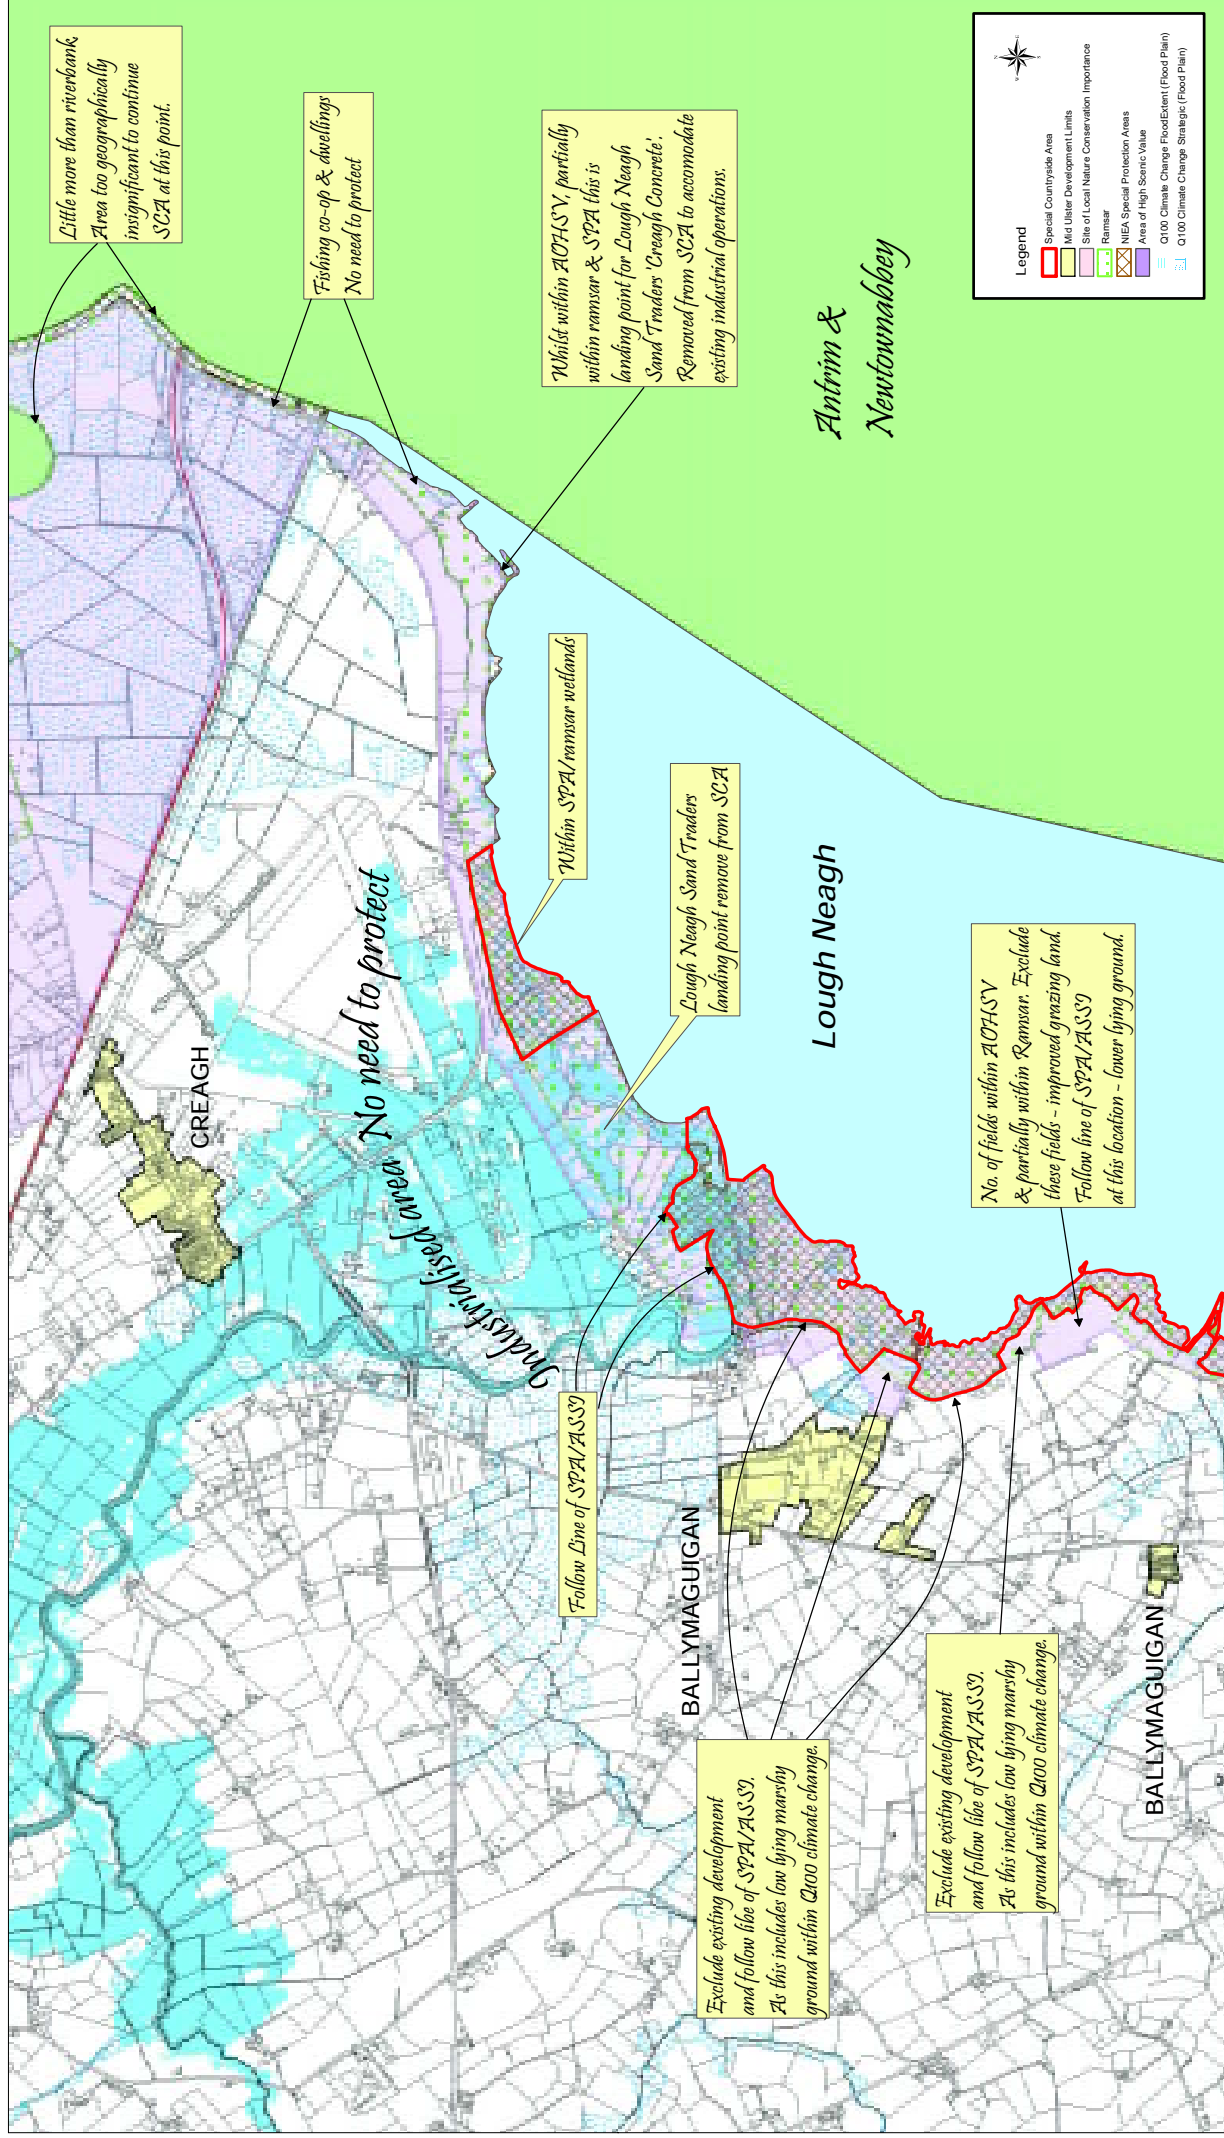 Little more than riverbank.
Area too geographically
insignificant to continue
SCA at this point.
Fishing co-op & dwellings
No need to protect
Whilst within AOHSV, partially
within ramsar & SPA this is
landing point for Lough Neagh
Sand Traders 'Creagh Concrete'.
Removed from SCA to accomodate
existing industrial operations.
Antrim &
Newtownabbey
Legend
Special Countryside Area
Mid Ulster Development Limits
Site of Local Nature Conservation Importance
Ramsar
NIEA Special Protection Areas
Area of High Scenic Value
Q100 Climate Change FloodExtent (Flood Plain)
Q100 Climate Change Strategic (Flood Plain)
Within SPA/ramsar wetlands
Lough Neagh Sand Traders
landing point remove from SCA
Lough Neagh
CREAGH
Industrialised area No need to protect
No. of fields within AOHSV
& partially within Ramsar. Exclude
these fields - improved grazing land.
Follow line of SPA/ASSI
at this location - lower lying ground.
Follow Line of SPA/ASSI
BALLYMAGUIGAN
BALLYMAGUIGAN
Exclude existing development
and follow libe of SPA/ASSI.
As this includes low lying marshy
ground within Q100 climate change.
Exclude existing development
and follow libe of SPA/ASSI.
As this includes low lying marshy
ground within Q100 climate change.